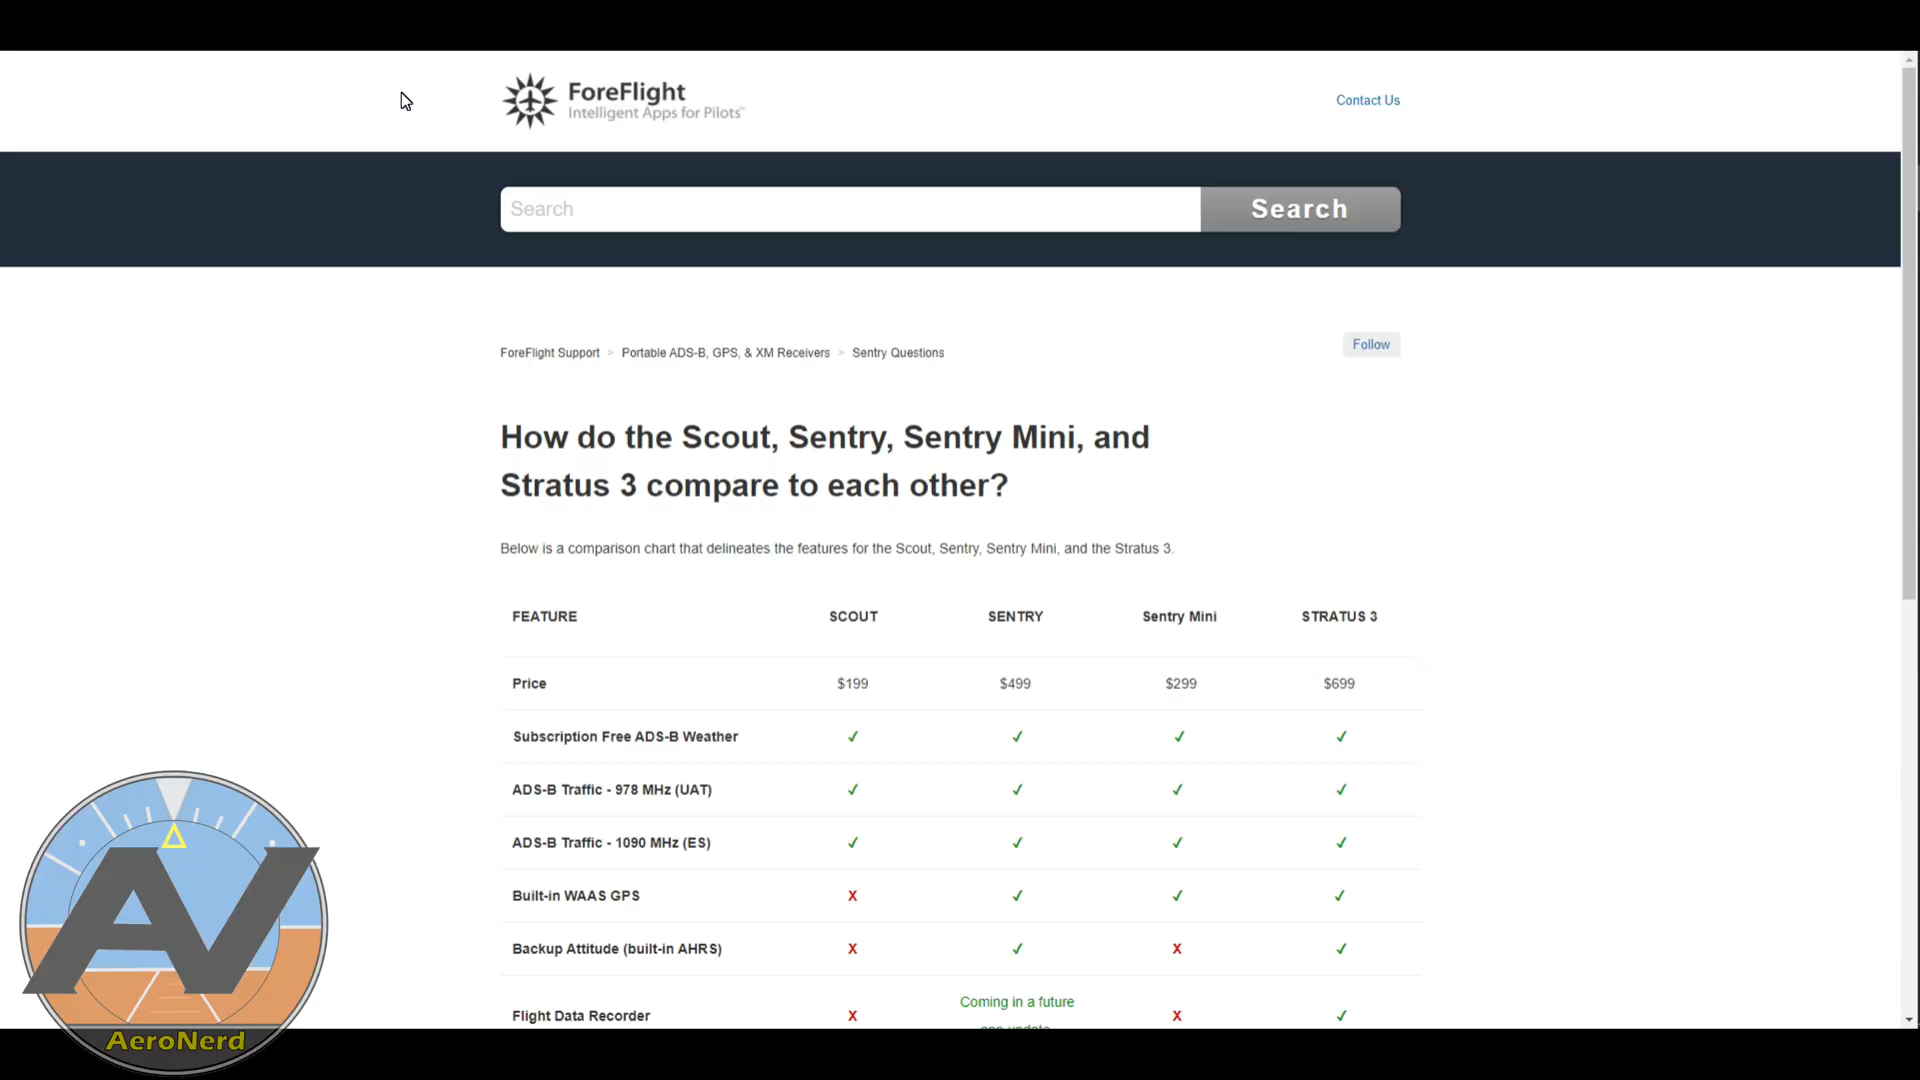 ForeFlight
Intelligent Apps for Pilots
Contact Us
Search
Search
ForeFlight Support > Portable ADS-B, GPS, & XM Receivers > Sentry Questions
Follow
How do the Scout, Sentry, Sentry Mini, and
Stratus 3 compare to each other?
Below is a comparison chart that delineates the features for the Scout, Sentry, Sentry Mini, and the Stratus 3.
FEATURE SCOUT SENTRY Sentry Mini STRATUS 3
Price $199 $499 $299 $699
Subscription Free ADS-B Weather ✓ ✓ ✓ ✓
ADS-B Traffic - 978 MHz (UAT) ✓ ✓ ✓ ✓
ADS-B Traffic - 1090 MHz (ES) ✓ ✓ ✓ ✓
Built-in WAAS GPS X ✓ ✓ ✓
Backup Attitude (built-in AHRS) X ✓ X ✓
Coming in a future
Flight Data Recorder X X ✓
app update
AV
AeroNerd